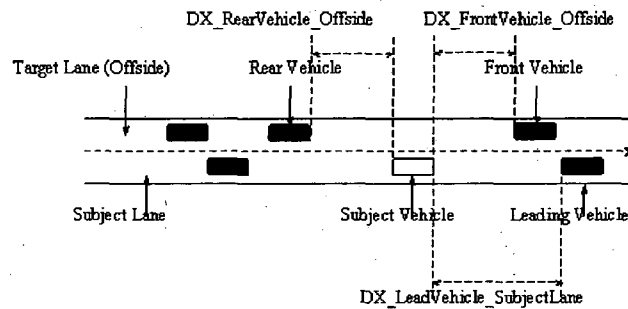 DX_RearVehicle_Offside DX_FrontVehicle_Offside
Target Lane (Offside) Rear Vehicle Front Vehicle
Subject Lane Subject Vehicle Leading Vehicle
DX_LeadVehicle_SubjectLane